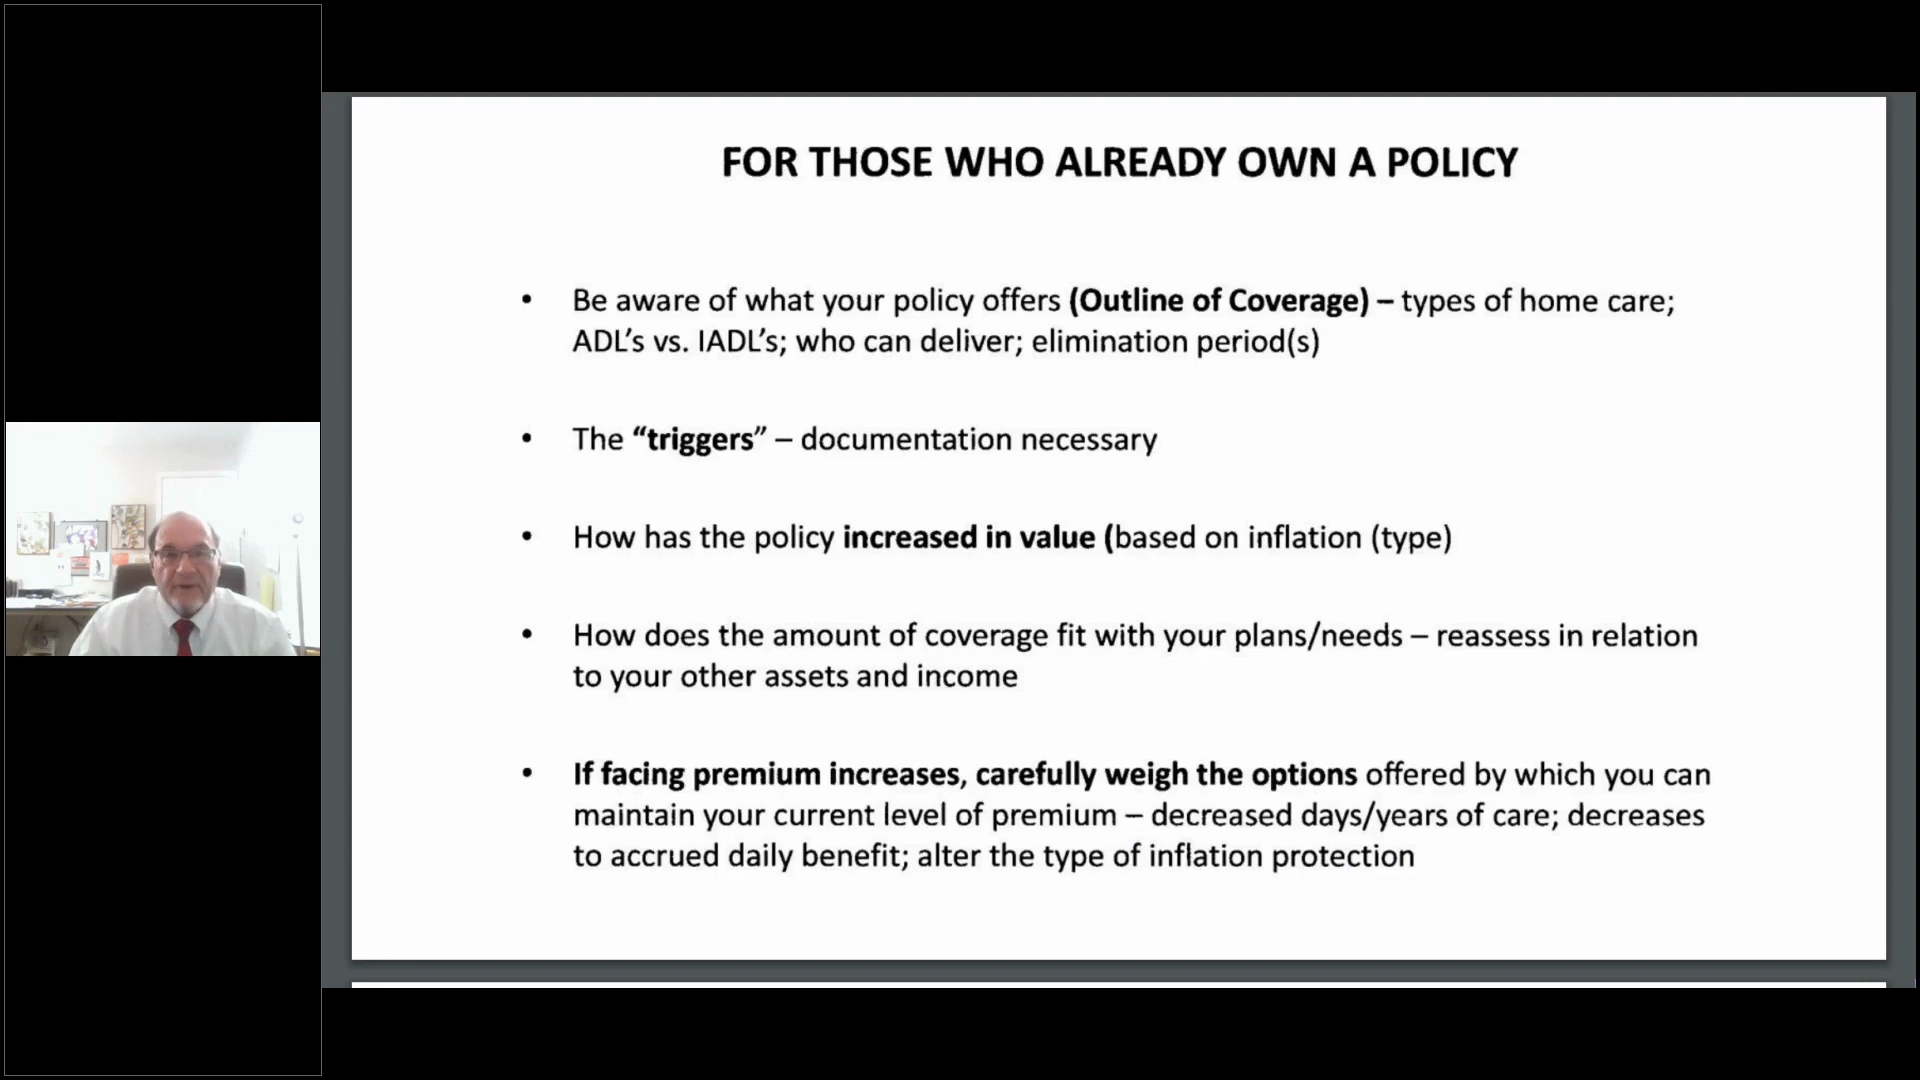 FOR THOSE WHO ALREADY OWN A POLICY
• Be aware of what your policy offers (Outline of Coverage) – types of home care;
ADL’s vs. IADL’s; who can deliver; elimination period(s)
• The “triggers” – documentation necessary
• How has the policy increased in value (based on inflation (type)
• How does the amount of coverage fit with your plans/needs – reassess in relation
to your other assets and income
• If facing premium increases, carefully weigh the options offered by which you can
maintain your current level of premium – decreased days/years of care; decreases
to accrued daily benefit; alter the type of inflation protection